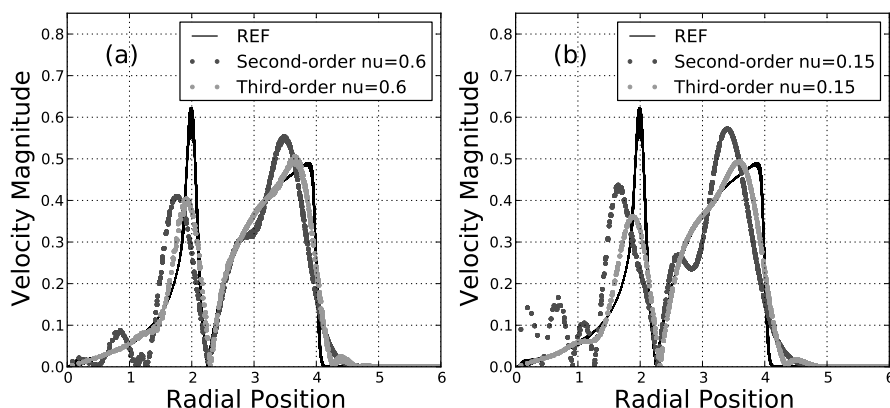 (a)
REF
Second-order nu=0.6
Third-order nu=0.6
Velocity Magnitude
0.8
0.7
0.6
0.5
0.4
0.3
0.2
0.1
0.0
0 1 2 3 4 5 6
Radial Position
(b)
REF
Second-order nu=0.15
Third-order nu=0.15
Velocity Magnitude
0.8
0.7
0.6
0.5
0.4
0.3
0.2
0.1
0.0
0 1 2 3 4 5 6
Radial Position